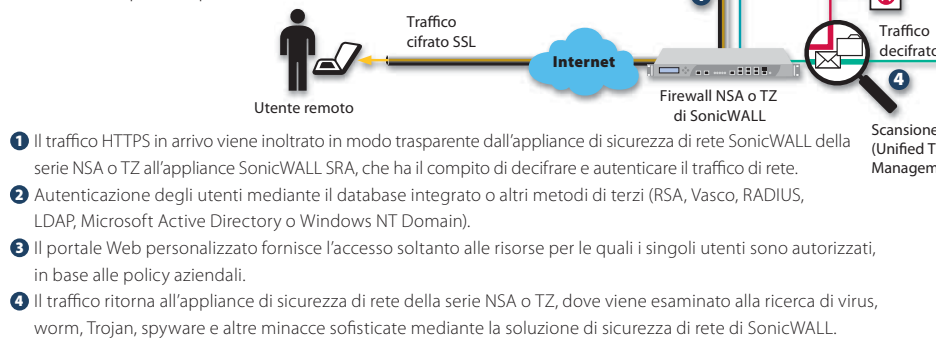 Traffico
cifrato SSL
Internet
Traffico
decifrato
4
Utente remoto
Firewall NSA o TZ
di SonicWALL
Scansione
(Unified T
Managem
1 Il traffico HTTPS in arrivo viene inoltrato in modo trasparente dall'appliance di sicurezza di rete SonicWALL della
serie NSA o TZ all'appliance SonicWALL SRA, che ha il compito di decifrare e autenticare il traffico di rete.
2 Autenticazione degli utenti mediante il database integrato o altri metodi di terzi (RSA, Vasco, RADIUS,
LDAP, Microsoft Active Directory o Windows NT Domain).
3 Il portale Web personalizzato fornisce l'accesso soltanto alle risorse per le quali i singoli utenti sono autorizzati,
in base alle policy aziendali.
4 Il traffico ritorna all'appliance di sicurezza di rete della serie NSA o TZ, dove viene esaminato alla ricerca di virus,
worm, Trojan, spyware e altre minacce sofisticate mediante la soluzione di sicurezza di rete di SonicWALL.